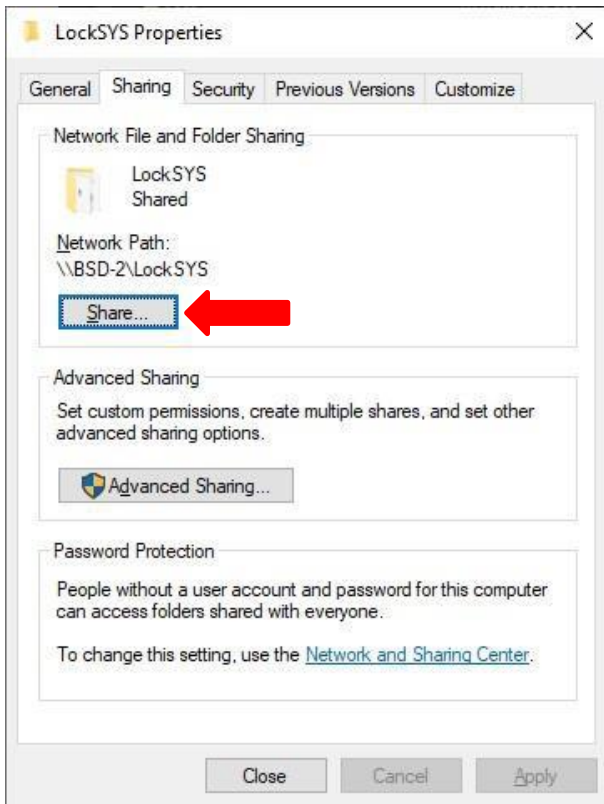 LockSYS Properties
General Sharing Security Previous Versions Customize
Network File and Folder Sharing
LockSYS
Shared
Network Path:
\\BSD-2\LockSYS
Share...
Advanced Sharing
Set custom permissions, create multiple shares, and set other
advanced sharing options.
Advanced Sharing...
Password Protection
People without a user account and password for this computer
can access folders shared with everyone.
To change this setting, use the Network and Sharing Center.
Close Cancel Apply